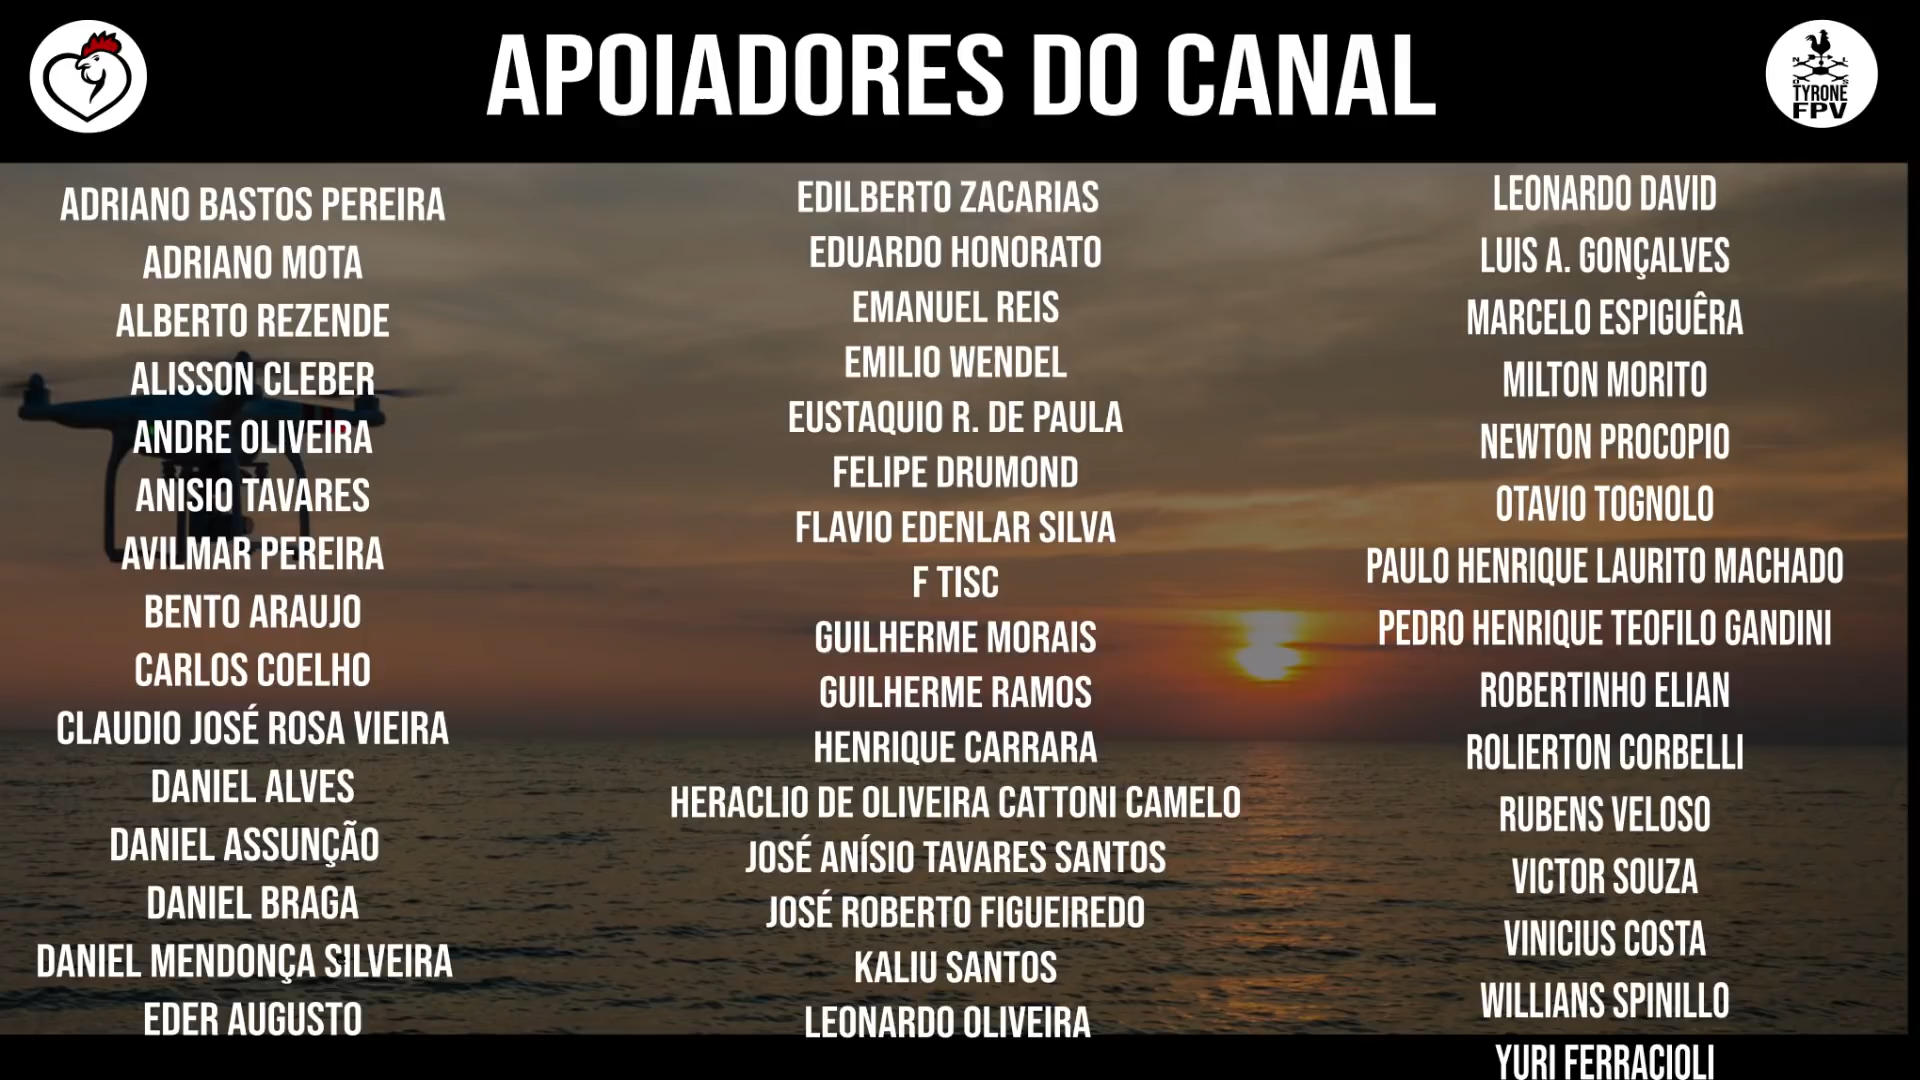 APOIADORES DO CANAL
N L
O S
TYRONE
FPV
ADRIANO BASTOS PEREIRA
ADRIANO MOTA
ALBERTO REZENDE
ALISSON CLEBER
ANDRE OLIVEIRA
ANISIO TAVARES
AVILMAR PEREIRA
BENTO ARAUJO
CARLOS COELHO
CLAUDIO JOSÉ ROSA VIEIRA
DANIEL ALVES
DANIEL ASSUNÇÃO
DANIEL BRAGA
DANIEL MENDONÇA SILVEIRA
EDER AUGUSTO
EDILBERTO ZACARIAS
EDUARDO HONORATO
EMANUEL REIS
EMILIO WENDEL
EUSTAQUIO R. DE PAULA
FELIPE DRUMOND
FLAVIO EDENLAR SILVA
F TISC
GUILHERME MORAIS
GUILHERME RAMOS
HENRIQUE CARRARA
HERACLIO DE OLIVEIRA CATTONI CAMELO
JOSÉ ANÍSIO TAVARES SANTOS
JOSÉ ROBERTO FIGUEIREDO
KALIU SANTOS
LEONARDO OLIVEIRA
LEONARDO DAVID
LUIS A. GONÇALVES
MARCELO ESPIGUÊRA
MILTON MORITO
NEWTON PROCOPIO
OTAVIO TOGNOLO
PAULO HENRIQUE LAURITO MACHADO
PEDRO HENRIQUE TEOFILO GANDINI
ROBERTINHO ELIAN
ROLIERTON CORBELLI
RUBENS VELOSO
VICTOR SOUZA
VINICIUS COSTA
WILLIANS SPINILLO
YURI FERRACIOLI